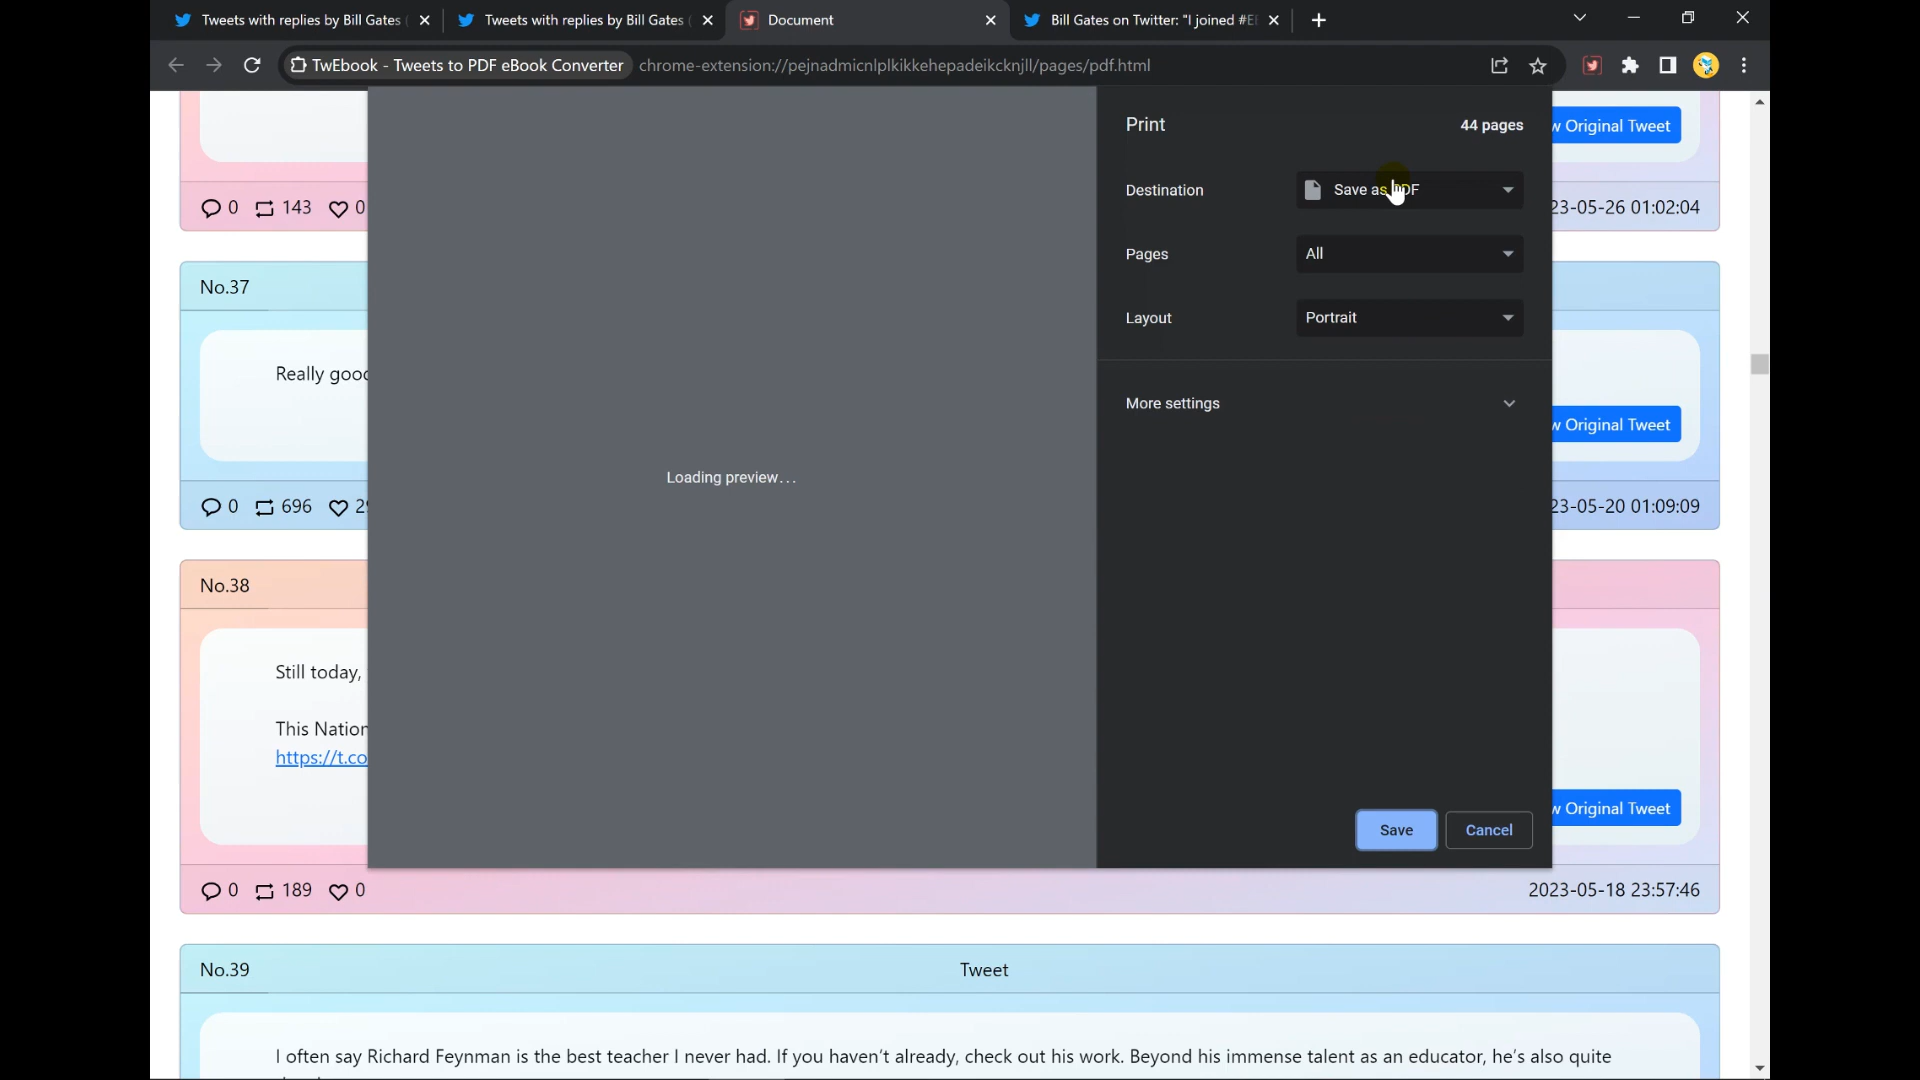 Tweets with replies by Bill Gates (
Tweets with replies by Bill Gates (
Document
Bill Gates on Twitter: "I joined #EI
TwEbook - Tweets to PDF eBook Converter
chrome-extension://pejnadmicnlplkikkehepadeikcknjll/pages/pdf.html
Print
44 pages
w Original Tweet
Destination
Save as PDF
0 143 0
23-05-26 01:02:04
Pages
All
No.37
Layout
Portrait
Really good
More settings
w Original Tweet
Loading preview...
0 696 29
23-05-20 01:09:09
No.38
Still today,
This Nation
https://t.co
w Original Tweet
Save
Cancel
0 189 0
2023-05-18 23:57:46
No.39
Tweet
I often say Richard Feynman is the best teacher I never had. If you haven't already, check out his work. Beyond his immense talent as an educator, he's also quite